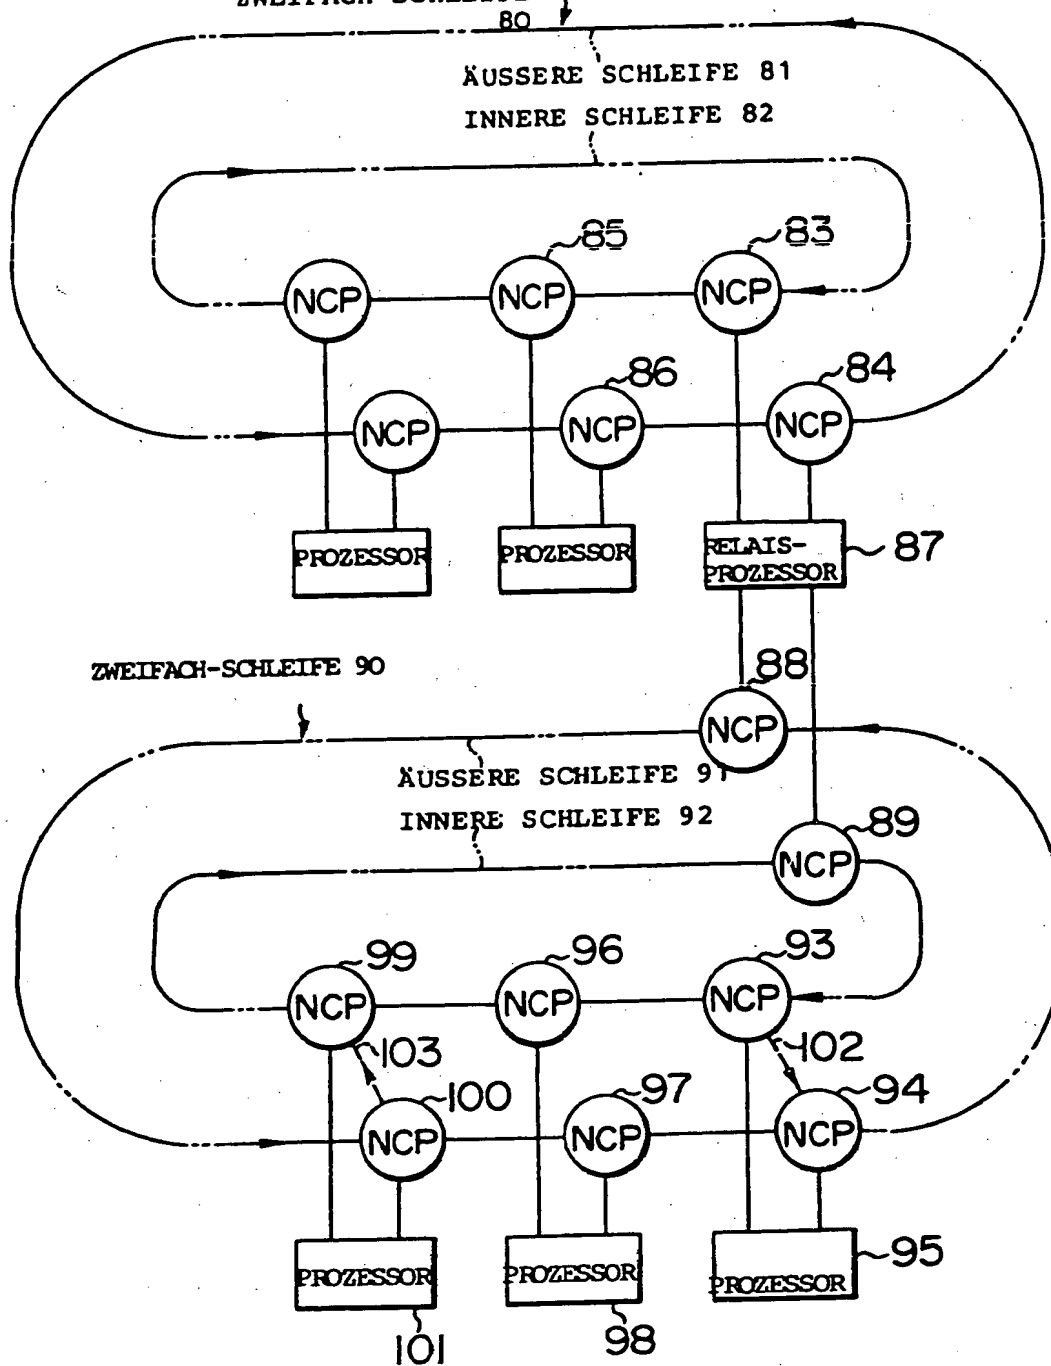 ZWEIFACH-SCHLEIFE
80
ÄUSSERE SCHLEIFE 81
INNERE SCHLEIFE 82
85
83
NCP
NCP
NCP
86
84
NCP
NCP
NCP
PROZESSOR
PROZESSOR
RELAIS-
PROZESSOR
87
ZWEIFACH-SCHLEIFE 90
88
NCP
ÄUSSERE SCHLEIFE 91
INNERE SCHLEIFE 92
89
NCP
99
96
93
NCP
NCP
NCP
103
102
100
97
94
NCP
NCP
NCP
PROZESSOR
PROZESSOR
PROZESSOR
95
101
98